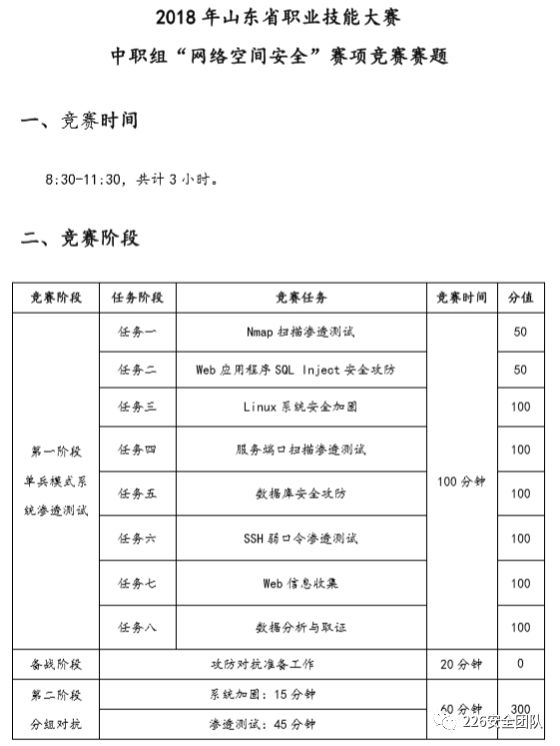 2018 年山东省职业技能大赛
中职组“网络空间安全”赛项竞赛赛题
一、竞赛时间
8:30-11:30，共计 3 小时。
二、竞赛阶段
竞赛阶段 任务阶段 竞赛任务 竞赛时间 分值
第一阶段
单兵模式系
统渗透测试
任务一 Nmap 扫描渗透测试 50
任务二 Web 应用程序 SQL Inject 安全攻防 50
任务三 Linux 系统安全加固 100
任务四 服务端口扫描渗透测试 100
任务五 数据库安全攻防 100
任务六 SSH 弱口令渗透测试 100
任务七 Web 信息收集 100
任务八 数据分析与取证 100
100 分钟
备战阶段 攻防对抗准备工作 20 分钟 0
第二阶段
分组对抗
系统加固：15 分钟
渗透测试：45 分钟
60 分钟 300
226安全团队